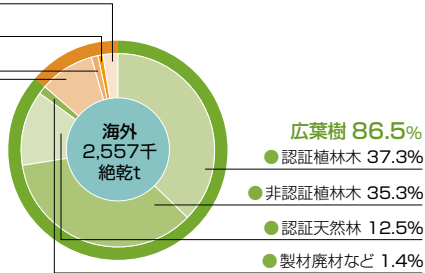 海外
2,557千
絶乾t
広葉樹 86.5%
●認証植林木 37.3%
●非認証植林木 35.3%
●認証天然林 12.5%
●製材廃材など 1.4%